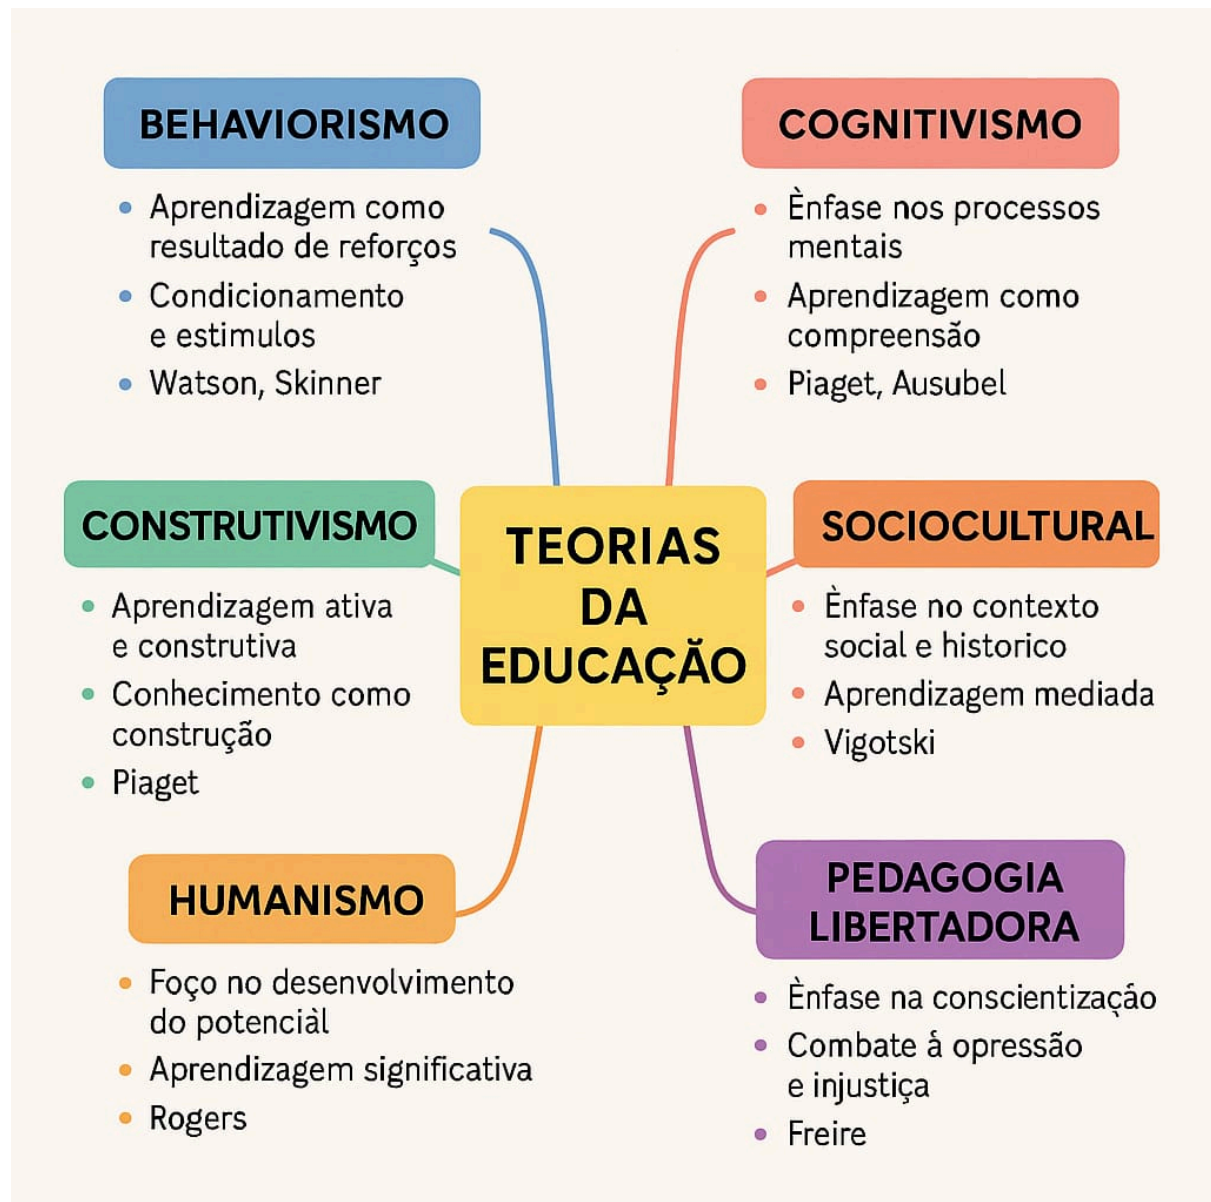 BEHAVIORISMO
• Aprendizagem como
resultado de reforços
• Condicionamento
e estimulos
• Watson, Skinner
COGNITIVISMO
• Ènfase nos processos
mentais
• Aprendizagem como
compreensão
• Piaget, Ausubel
CONSTRUTIVISMO
• Aprendizagem ativa
e construtiva
• Conhecimento como
construção
• Piaget
TEORIAS
DA
EDUCAÇÃO
SOCIOCULTURAL
• Ènfase no contexto
social e historico
• Aprendizagem mediada
• Vigotski
HUMANISMO
• Foço no desenvolvimento
do potenciàl
• Aprendizagem significativa
• Rogers
PEDAGOGIA
LIBERTADORA
• Ènfase na conscientizaçáo
• Combate á opressão
e injustiça
• Freire